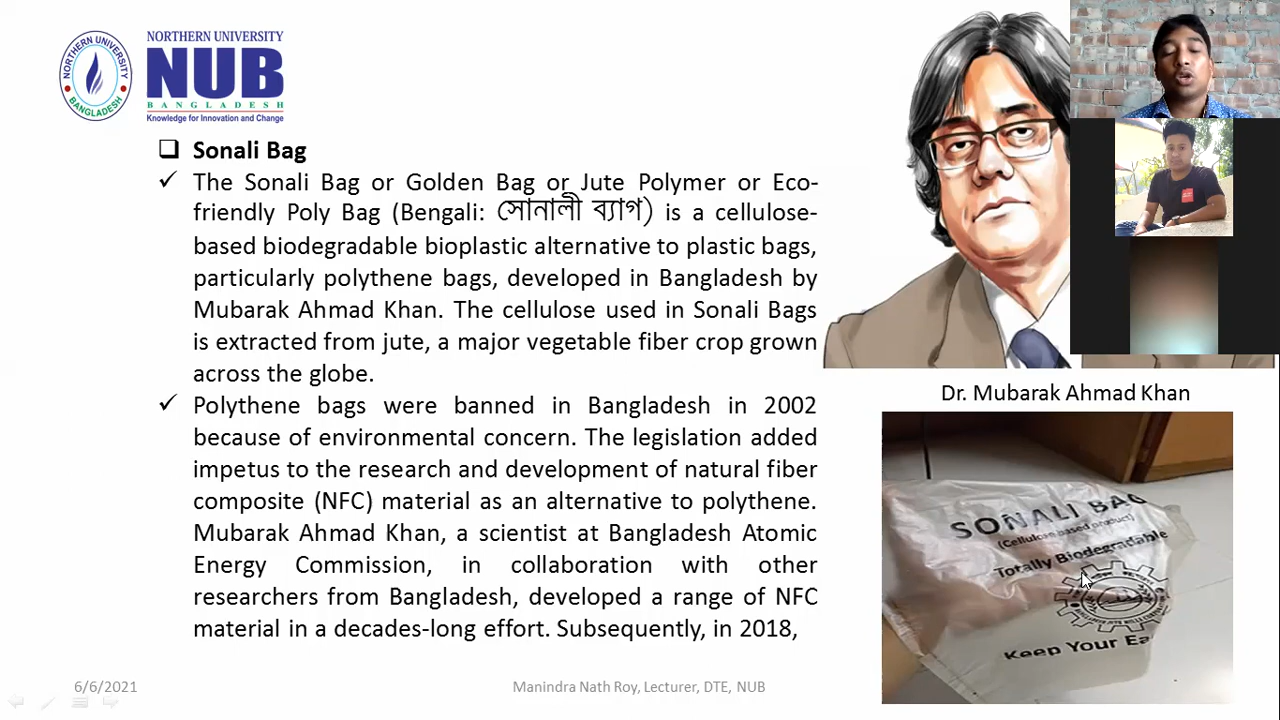 NORTHERN UNIVERSITY
BANGLADESH
NORTHERN UNIVERSITY
NUB
BANGLADESH
Knowledge for Innovation and Change
Sonali Bag
The Sonali Bag or Golden Bag or Jute Polymer or Eco-
friendly Poly Bag (Bengali: সোনালী ব্যাগ) is a cellulose-
based biodegradable bioplastic alternative to plastic bags,
particularly polythene bags, developed in Bangladesh by
Mubarak Ahmad Khan. The cellulose used in Sonali Bags
is extracted from jute, a major vegetable fiber crop grown
across the globe.
Polythene bags were banned in Bangladesh in 2002
because of environmental concern. The legislation added
impetus to the research and development of natural fiber
composite (NFC) material as an alternative to polythene.
Mubarak Ahmad Khan, a scientist at Bangladesh Atomic
Energy Commission, in collaboration with other
researchers from Bangladesh, developed a range of NFC
material in a decades-long effort. Subsequently, in 2018,
Dr. Mubarak Ahmad Khan
SONALI BAG
(Cellulose based product)
Totally Biodegradable
Keep Your Ea
6/6/2021
Manindra Nath Roy, Lecturer, DTE, NUB